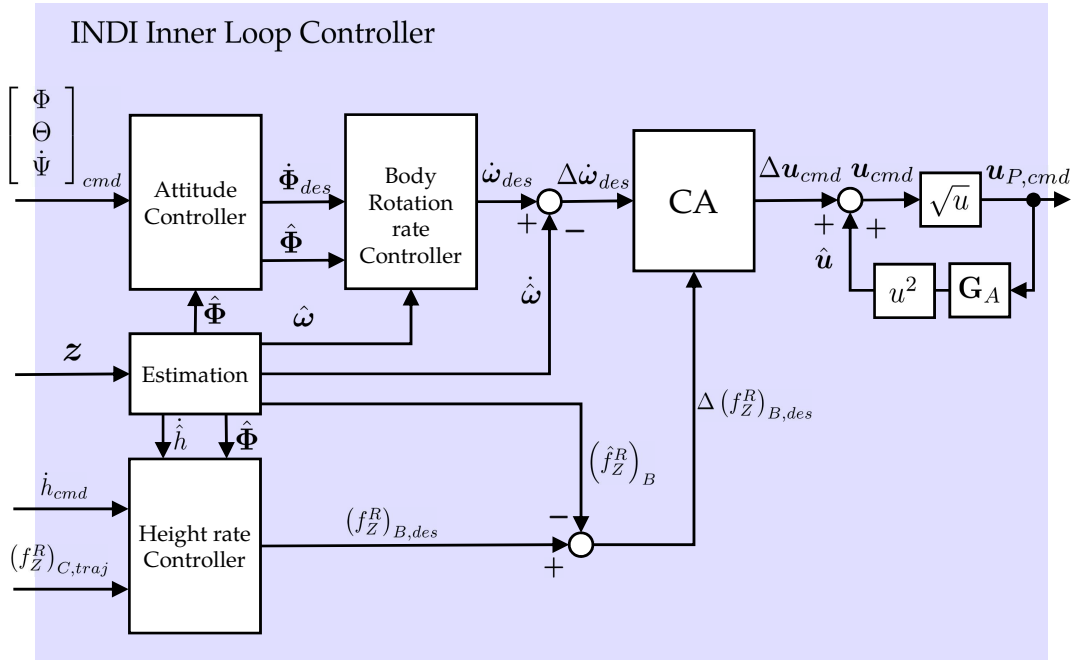 INDI Inner Loop Controller
[Φ
Θ
Ψ̇]_cmd
Attitude
Controller
Φ̇_des
Φ̂
Body
Rotation
rate
Controller
ω̇_des
+
−
Δω̇_des
CA
Δu_cmd
+
+
u_cmd
√u
u_P,cmd
û
u²
G_A
Φ̂
ω̂
ω̇̂
z
Estimation
ḣ̂
Φ̂
Δ(f_Z^R)_B,des
(f̂_Z^R)_B
ḣ_cmd
(f_Z^R)_C,traj
Height rate
Controller
(f_Z^R)_B,des
−
+